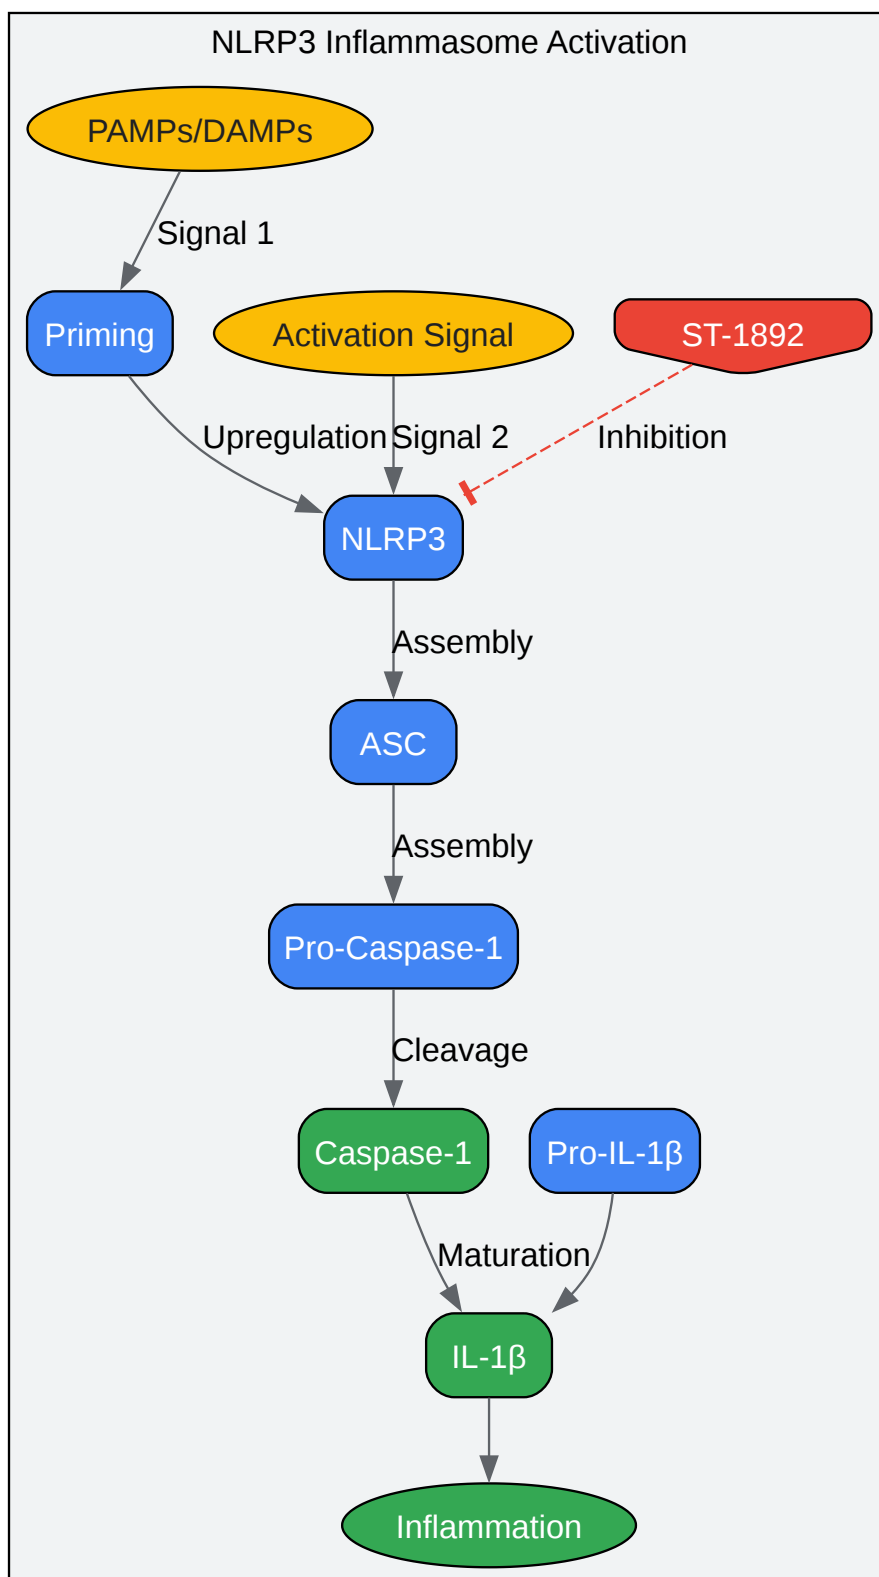 NLRP3 Inflammasome Activation
PAMPs/DAMPs
Signal 1
Priming
Activation Signal
ST-1892
Upregulation
Signal 2
Inhibition
NLRP3
Assembly
ASC
Assembly
Pro-Caspase-1
Cleavage
Caspase-1
Pro-IL-1β
Maturation
IL-1β
Inflammation